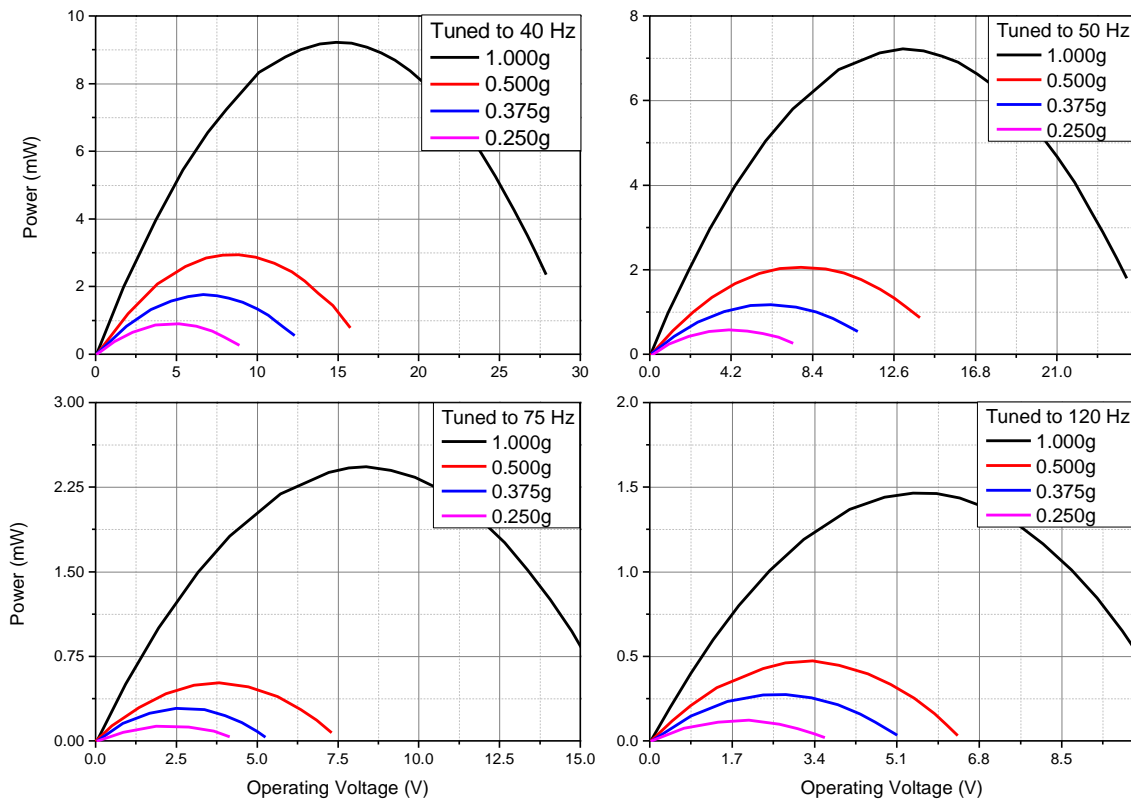 Tuned to 40 Hz
1.000g
0.500g
0.375g
0.250g
10
8
6
4
2
0
0 5 10 15 20 25 30
Power (mW)
Tuned to 50 Hz
1.000g
0.500g
0.375g
0.250g
8
7
4
2
0
0.0 4.2 8.4 12.6 16.8 21.0
Tuned to 75 Hz
1.000g
0.500g
0.375g
0.250g
3.00
2.25
1.50
0.75
0.00
0.0 2.5 5.0 7.5 10.0 12.5 15.0
Power (mW)
Operating Voltage (V)
Tuned to 120 Hz
1.000g
0.500g
0.375g
0.250g
2.0
1.5
1.0
0.5
0.0
0.0 1.7 3.4 5.1 6.8 8.5
Operating Voltage (V)